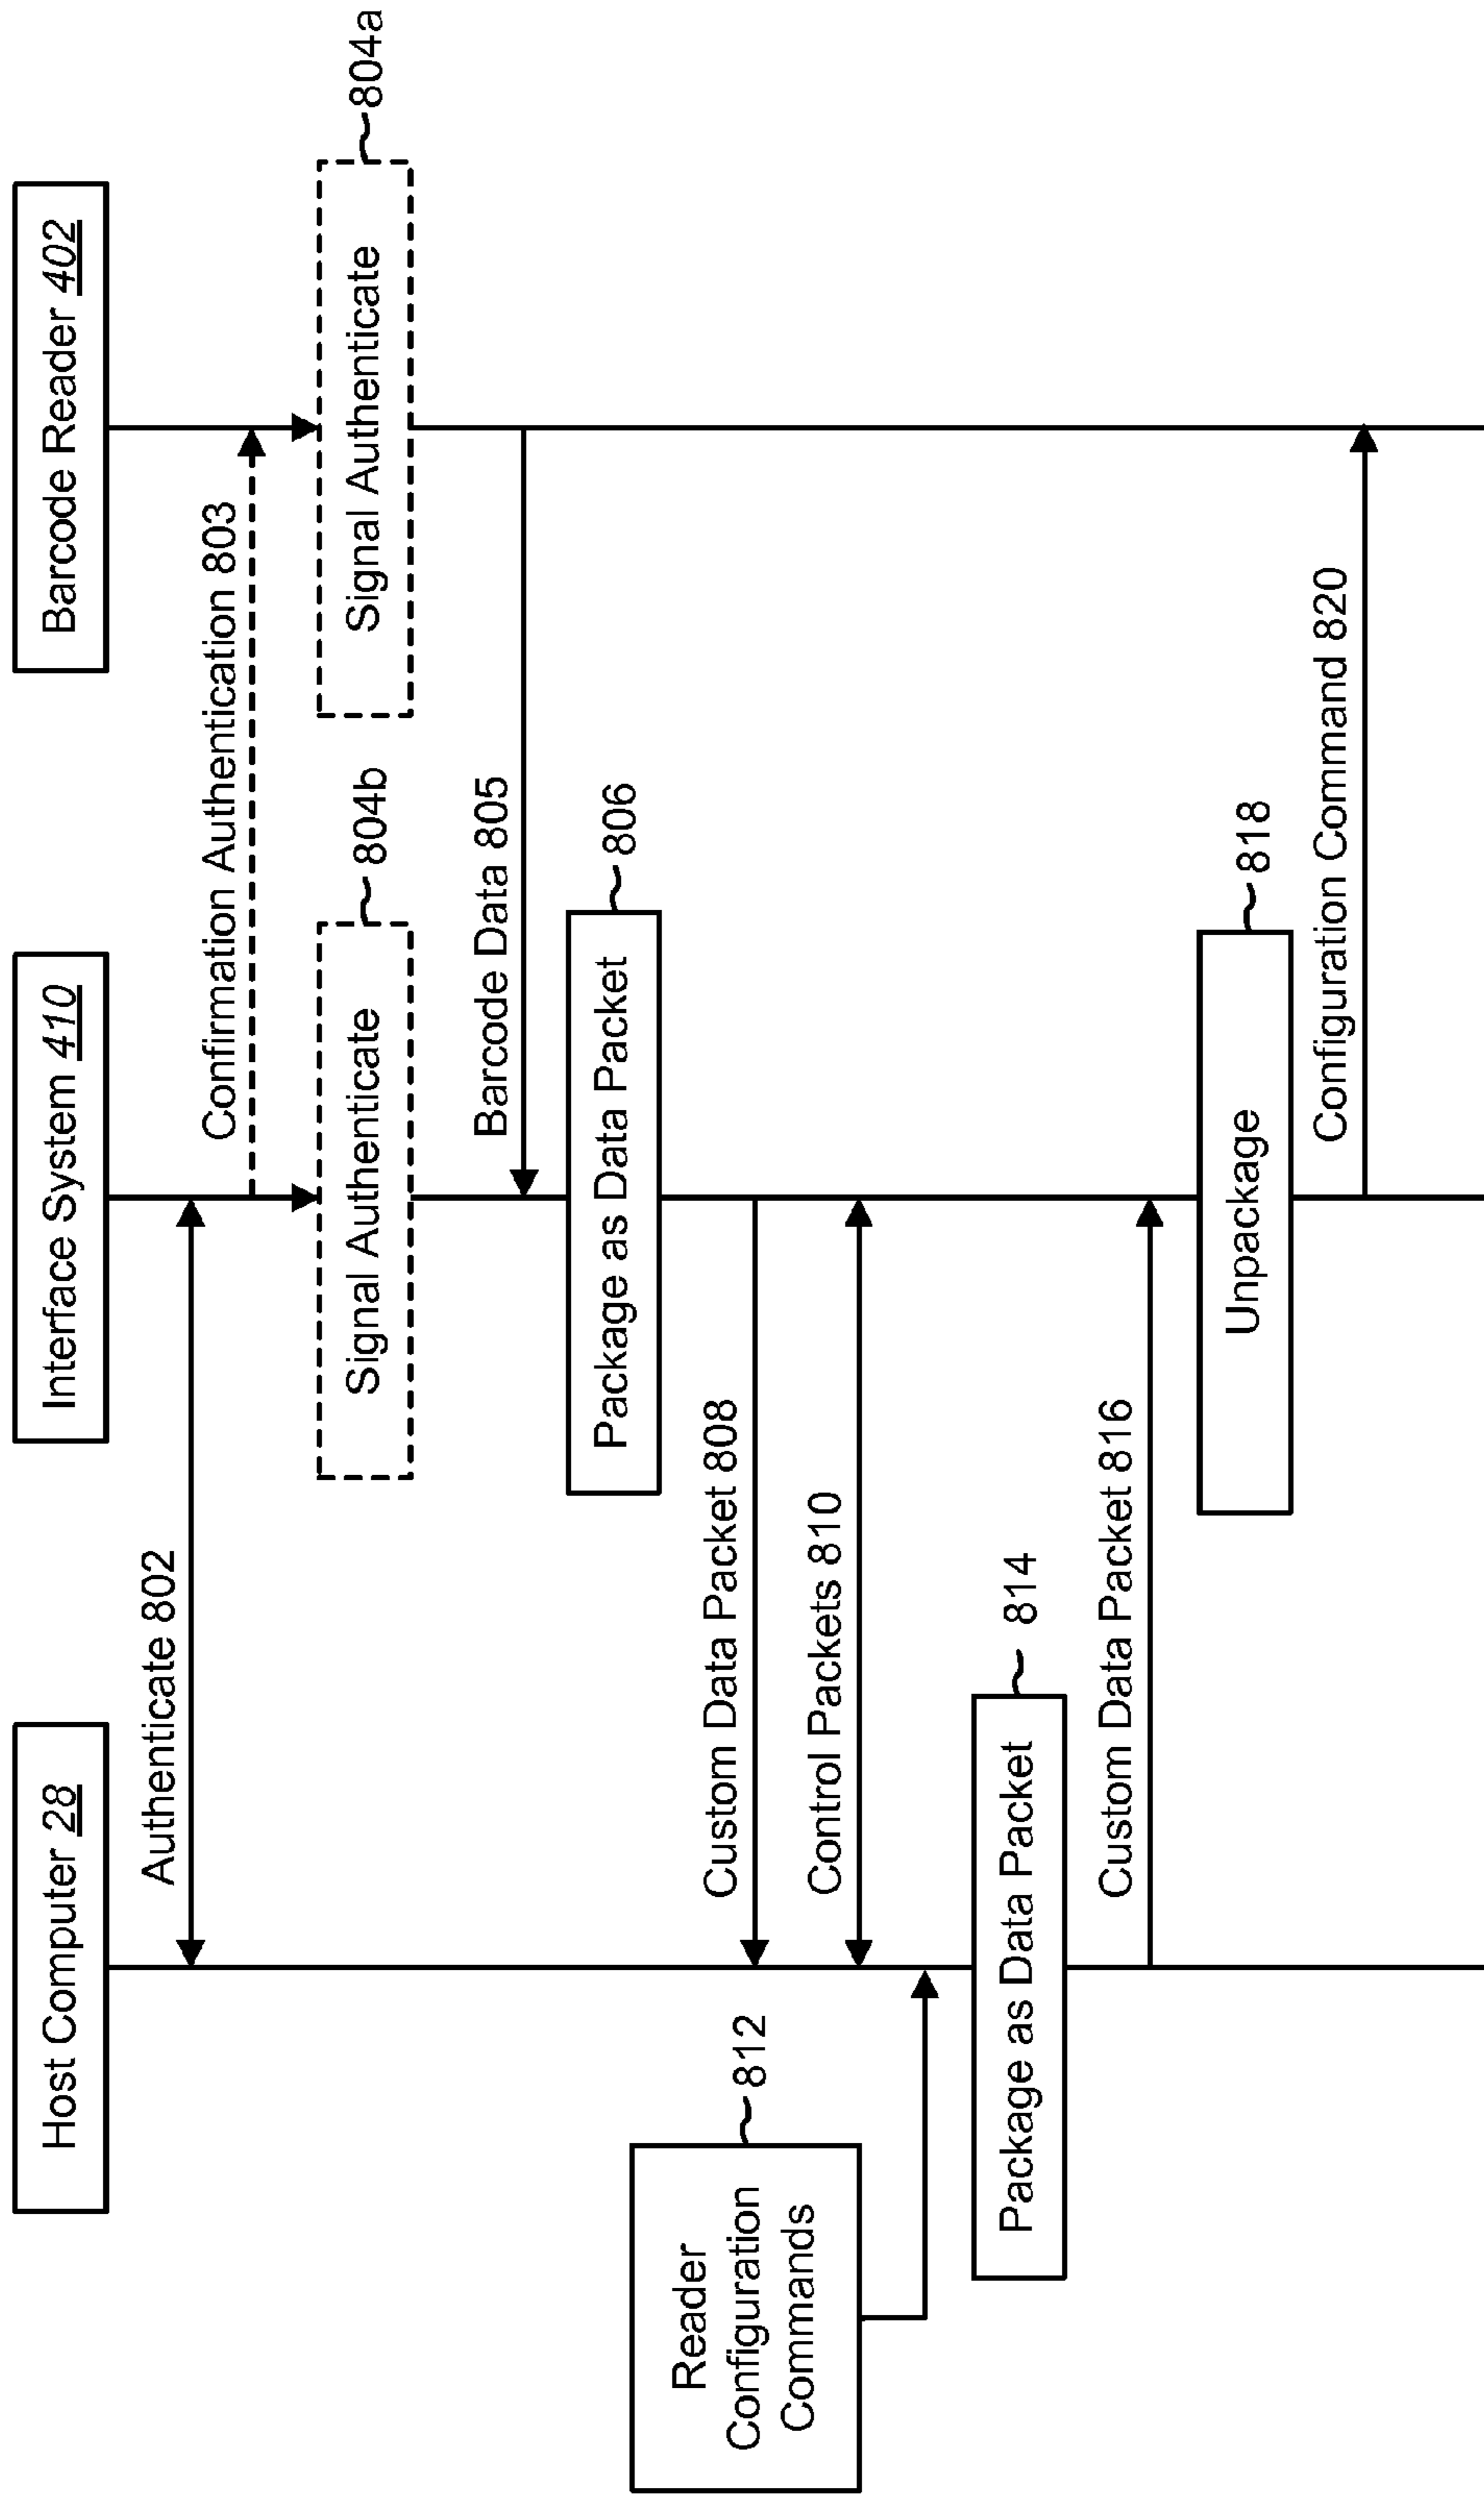 Host Computer 28
Interface System 410
Barcode Reader 402
Authenticate 802
Confirmation Authentication 803
Signal Authenticate
804b
Signal Authenticate
804a
Barcode Data 805
Package as Data Packet
806
Custom Data Packet 808
Reader
Configuration
Commands
812
Control Packets 810
Package as Data Packet
814
Custom Data Packet 816
Unpackage
818
Configuration Command 820